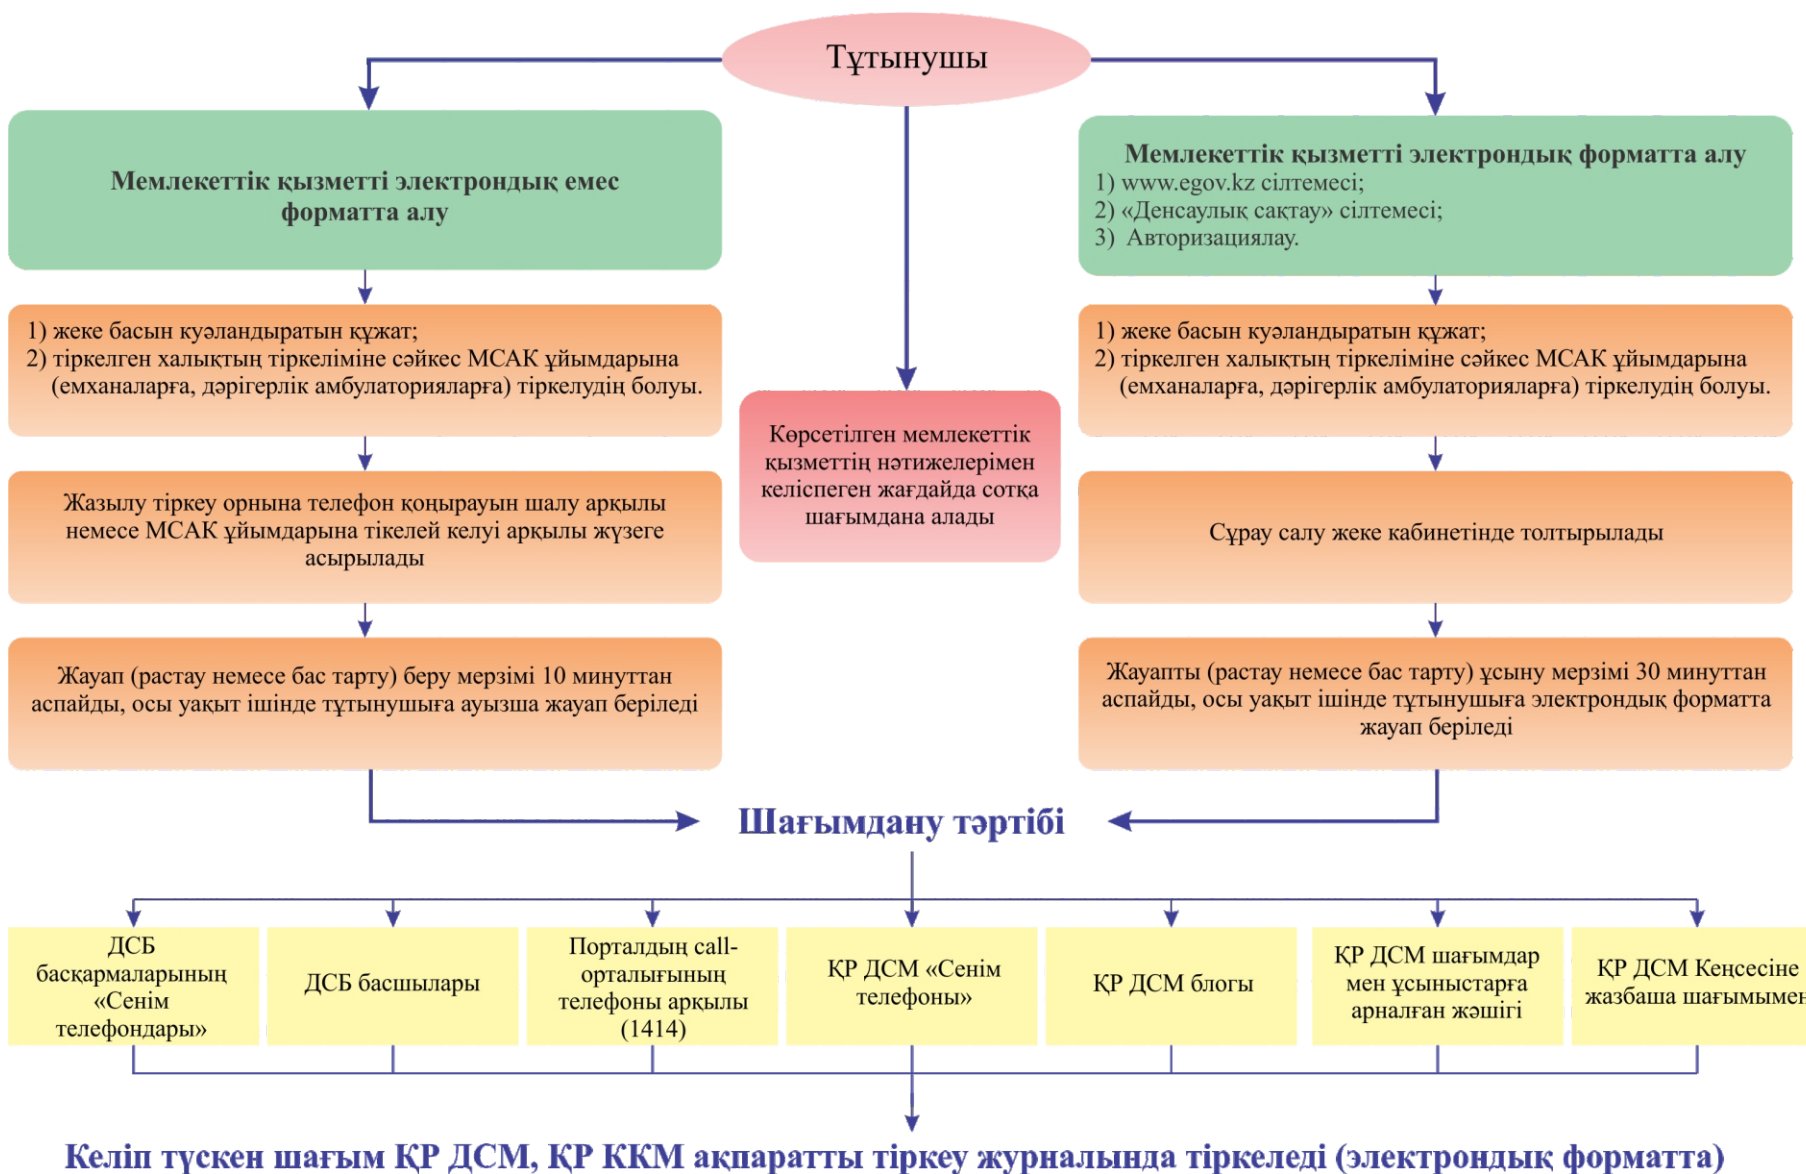 Тұтынушы
Мемлекеттік қызметті электрондық емес
форматта алу
1) жеке басын куәландыратын құжат;
2) тіркелген халықтың тіркеліміне сәйкес МСАК ұйымдарына
(емханаларға, дәрігерлік амбулаторияларға) тіркелудің болуы.
Жазылу тіркеу орнына телефон қоңырауын шалу арқылы
немесе МСАК ұйымдарына тікелей келуі арқылы жүзеге
асырылады
Жауап (растау немесе бас тарту) беру мерзімі 10 минуттан
аспайды, осы уақыт ішінде тұтынушыға ауызша жауап беріледі
Көрсетілген мемлекеттік
қызметтің нәтижелерімен
келіспеген жағдайда сотқа
шағымдана алады
Мемлекеттік қызметті электрондық форматта алу
1) www.egov.kz сілтемесі;
2) «Денсаулық сақтау» сілтемесі;
3) Авторизациялау.
1) жеке басын куәландыратын құжат;
2) тіркелген халықтың тіркеліміне сәйкес МСАК ұйымдарына
(емханаларға, дәрігерлік амбулаторияларға) тіркелудің болуы.
Сұрау салу жеке кабинетінде толтырылады
Жауапты (растау немесе бас тарту) ұсыну мерзімі 30 минуттан
аспайды, осы уақыт ішінде тұтынушыға электрондық форматта
жауап беріледі
Шағымдану тәртібі
ДСБ
басқармаларының
«Сенім
телефондары»
ДСБ басшылары
Порталдың call-
орталығының
телефоны арқылы
(1414)
ҚР ДСМ «Сенім
телефоны»
ҚР ДСМ блогы
ҚР ДСМ шағымдар
мен ұсыныстарға
арналған жәшігі
ҚР ДСМ Кеңсесіне
жазбаша шағымымен
Келіп түскен шағым ҚР ДСМ, ҚР ККМ ақпаратты тіркеу журналында тіркеледі (электрондық форматта)